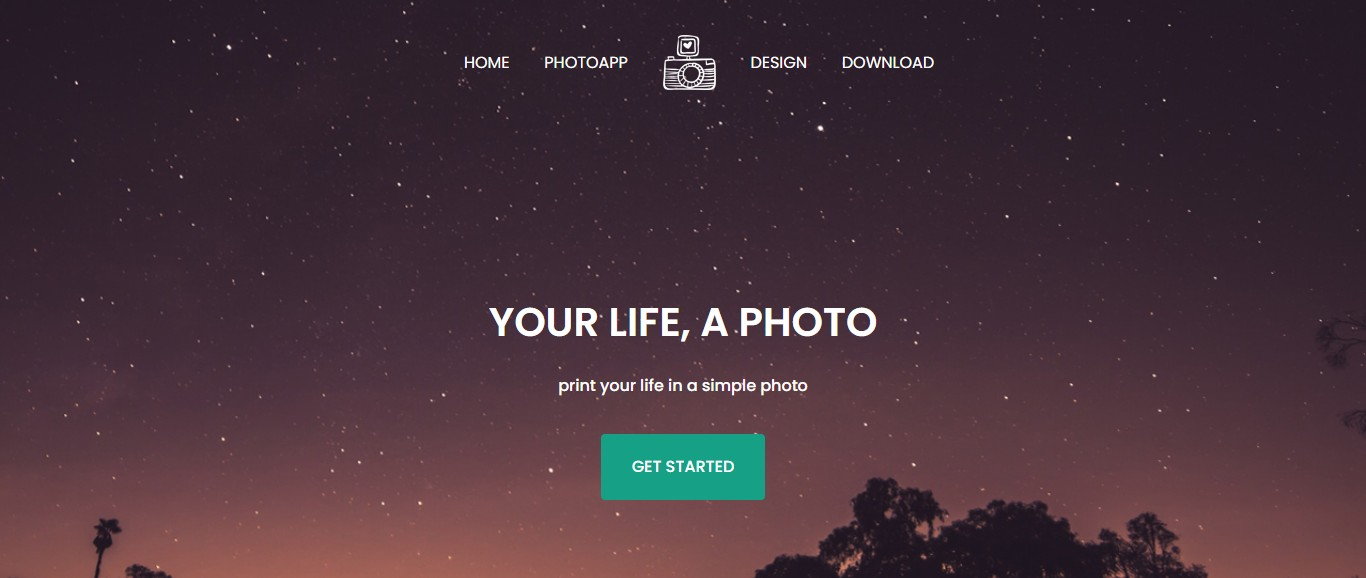 HOME PHOTOAPP DESIGN DOWNLOAD
YOUR LIFE, A PHOTO
print your life in a simple photo
GET STARTED